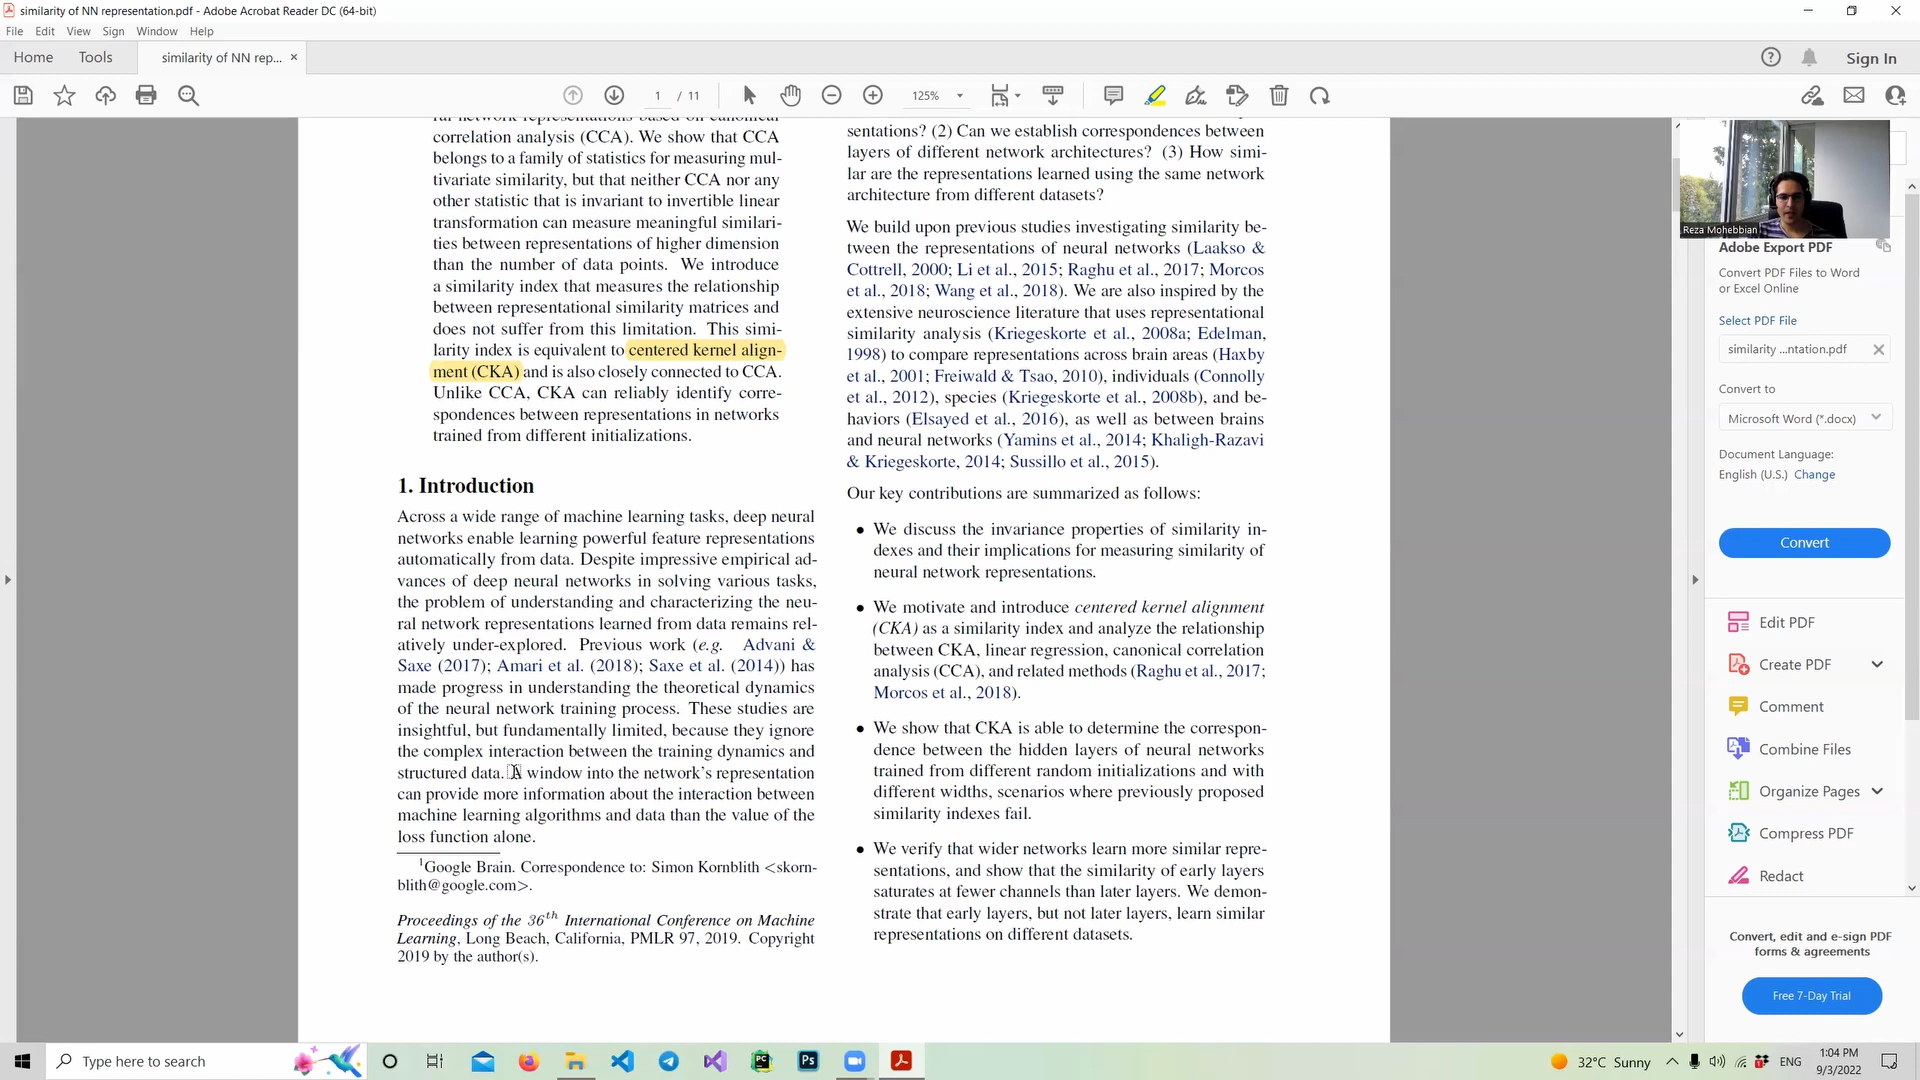 similarity of NN representation.pdf - Adobe Acrobat Reader DC (64-bit)
File Edit View Sign Window Help
Home Tools similarity of NN rep... × Sign In
1 / 11 125%
correlation analysis (CCA). We show that CCA
belongs to a family of statistics for measuring mul-
tivariate similarity, but that neither CCA nor any
other statistic that is invariant to invertible linear
transformation can measure meaningful similari-
ties between representations of higher dimension
than the number of data points. We introduce
a similarity index that measures the relationship
between representational similarity matrices and
does not suffer from this limitation. This simi-
larity index is equivalent to centered kernel align-
ment (CKA) and is also closely connected to CCA.
Unlike CCA, CKA can reliably identify corre-
spondences between representations in networks
trained from different initializations.
1. Introduction
Across a wide range of machine learning tasks, deep neural
networks enable learning powerful feature representations
automatically from data. Despite impressive empirical ad-
vances of deep neural networks in solving various tasks,
the problem of understanding and characterizing the neu-
ral network representations learned from data remains rel-
atively under-explored. Previous work (e.g. Advani &
Saxe (2017); Amari et al. (2018); Saxe et al. (2014)) has
made progress in understanding the theoretical dynamics
of the neural network training process. These studies are
insightful, but fundamentally limited, because they ignore
the complex interaction between the training dynamics and
structured data. A window into the network's representation
can provide more information about the interaction between
machine learning algorithms and data than the value of the
loss function alone.
1Google Brain. Correspondence to: Simon Kornblith <skorn-
blith@google.com>.
Proceedings of the 36th International Conference on Machine
Learning, Long Beach, California, PMLR 97, 2019. Copyright
2019 by the author(s).
sentations? (2) Can we establish correspondences between
layers of different network architectures? (3) How simi-
lar are the representations learned using the same network
architecture from different datasets?
We build upon previous studies investigating similarity be-
tween the representations of neural networks (Laakso &
Cottrell, 2000; Li et al., 2015; Raghu et al., 2017; Morcos
et al., 2018; Wang et al., 2018). We are also inspired by the
extensive neuroscience literature that uses representational
similarity analysis (Kriegeskorte et al., 2008a; Edelman,
1998) to compare representations across brain areas (Haxby
et al., 2001; Freiwald & Tsao, 2010), individuals (Connolly
et al., 2012), species (Kriegeskorte et al., 2008b), and be-
haviors (Elsayed et al., 2016), as well as between brains
and neural networks (Yamins et al., 2014; Khaligh-Razavi
& Kriegeskorte, 2014; Sussillo et al., 2015).
Our key contributions are summarized as follows:
• We discuss the invariance properties of similarity in-
dexes and their implications for measuring similarity of
neural network representations.
• We motivate and introduce centered kernel alignment
(CKA) as a similarity index and analyze the relationship
between CKA, linear regression, canonical correlation
analysis (CCA), and related methods (Raghu et al., 2017;
Morcos et al., 2018).
• We show that CKA is able to determine the correspon-
dence between the hidden layers of neural networks
trained from different random initializations and with
different widths, scenarios where previously proposed
similarity indexes fail.
• We verify that wider networks learn more similar repre-
sentations, and show that the similarity of early layers
saturates at fewer channels than later layers. We demon-
strate that early layers, but not later layers, learn similar
representations on different datasets.
Reza Mohebbian
Adobe Export PDF
Convert PDF Files to Word
or Excel Online
Select PDF File
similarity ...ntation.pdf
Convert to
Microsoft Word (*.docx)
Document Language:
English (U.S.) Change
Convert
Edit PDF
Create PDF
Comment
Combine Files
Organize Pages
Compress PDF
Redact
Convert, edit and e-sign PDF
forms & agreements
Free 7-Day Trial
Type here to search
32°C Sunny
ENG
1:04 PM
9/3/2022